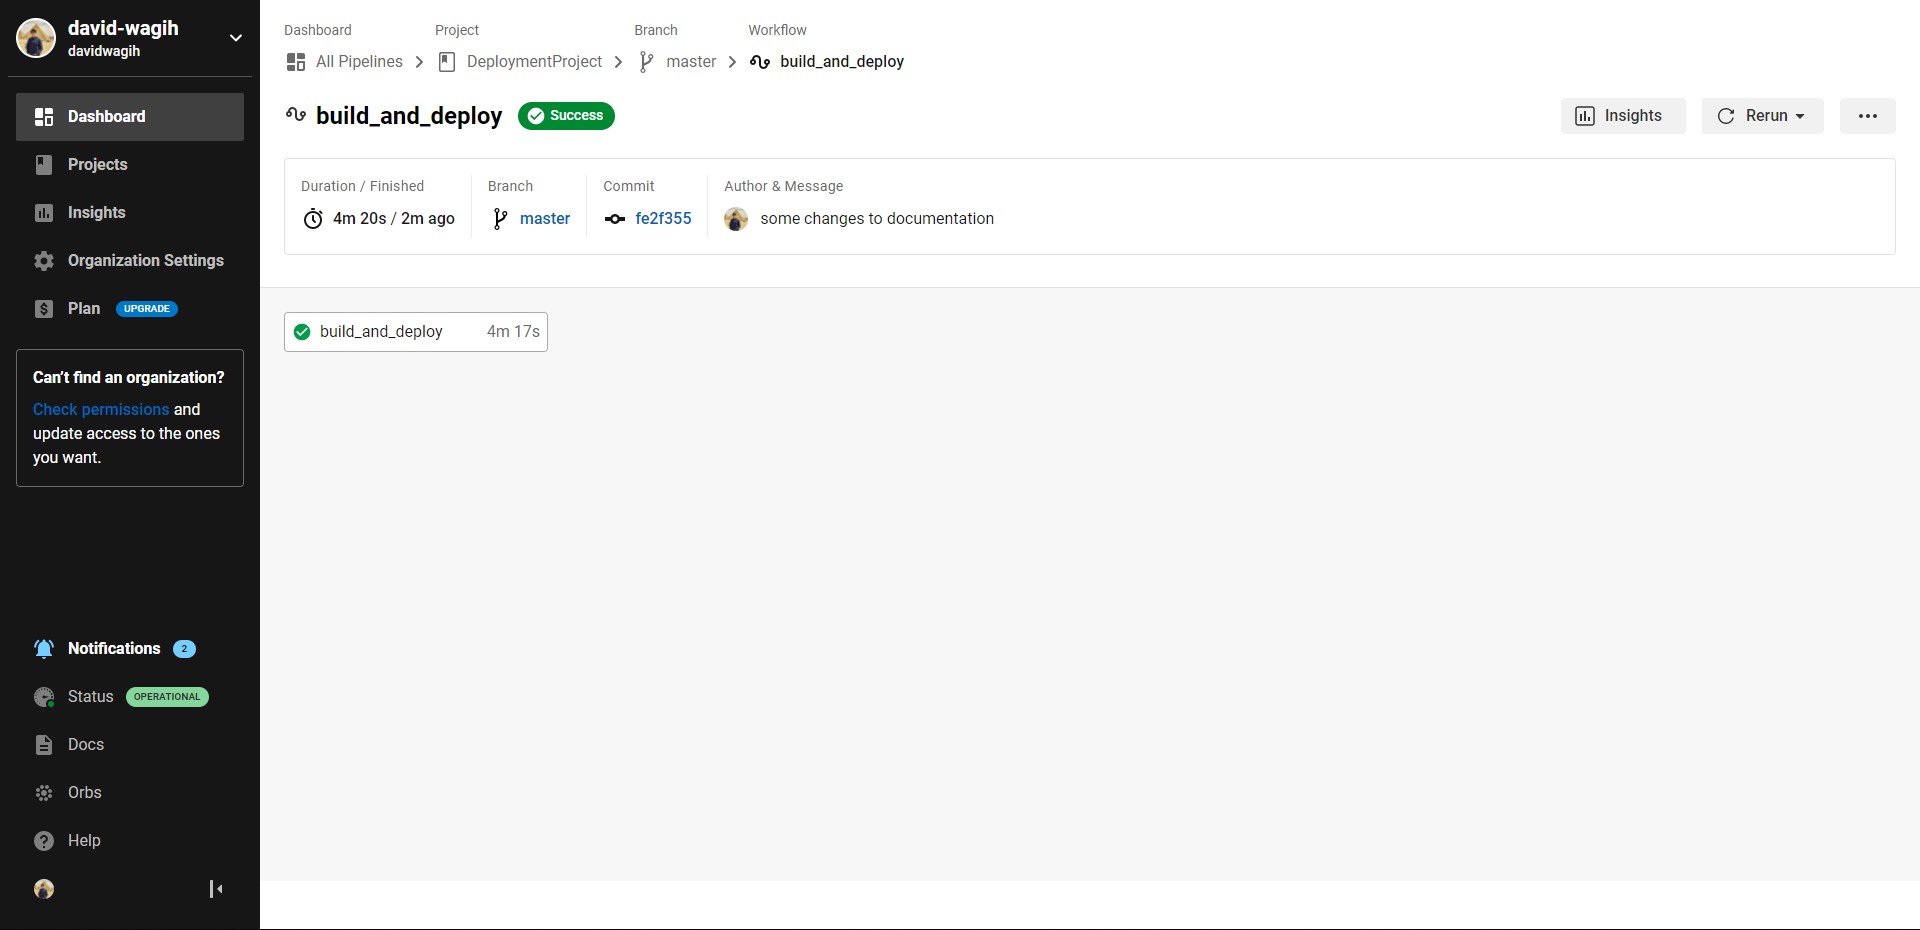 david-wagih
davidwagih
Dashboard
Projects
Insights
Organization Settings
Plan UPGRADE
Can't find an organization?
Check permissions and
update access to the ones
you want.
Notifications 2
Status OPERATIONAL
Docs
Orbs
Help
Dashboard Project Branch Workflow
All Pipelines DeploymentProject master build_and_deploy
build_and_deploy Success Insights Rerun
Duration / Finished Branch Commit Author & Message
4m 20s / 2m ago master fe2f355 some changes to documentation
build_and_deploy 4m 17s